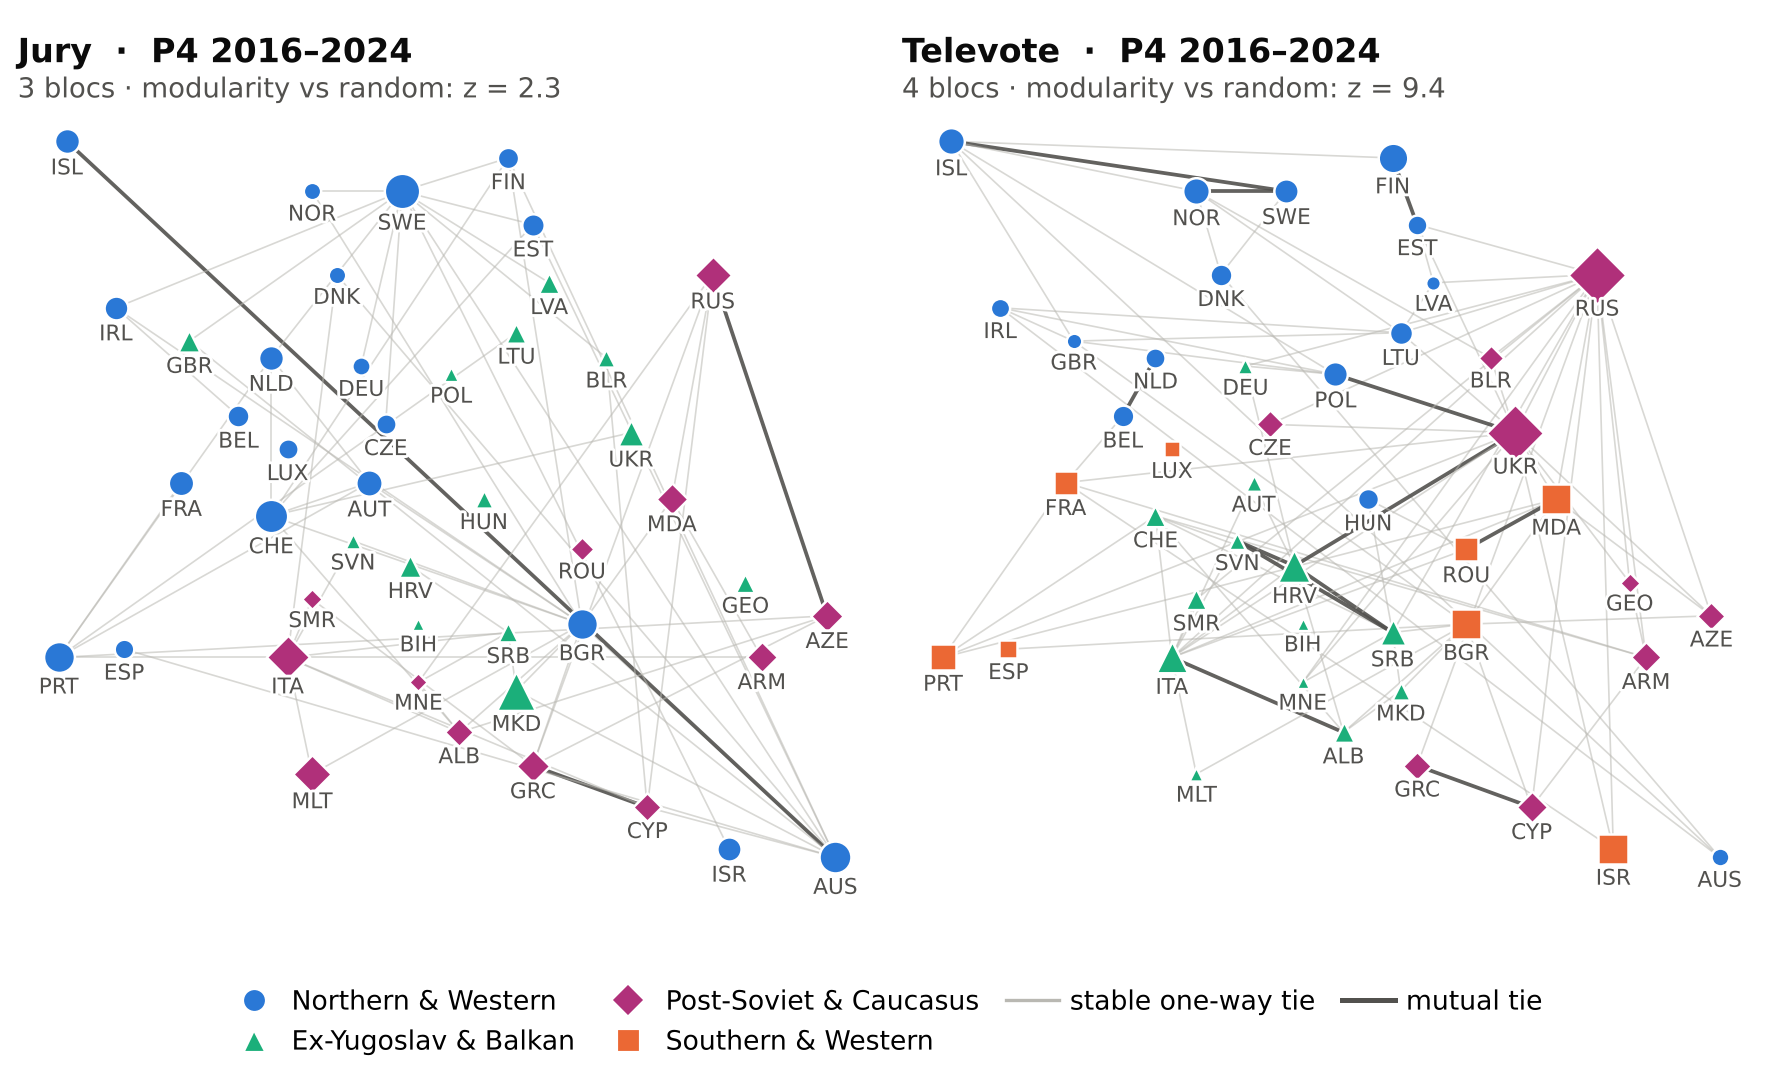 Jury · P4 2016–2024
3 blocs · modularity vs random: z = 2.3
ISL
FIN
NOR
SWE
EST
DNK
LVA
RUS
IRL
GBR
NLD
DEU
LTU
POL
BLR
BEL
CZE
LUX
UKR
FRA
AUT
HUN
MDA
CHE
SVN
HRV
ROU
SMR
GEO
BIH
SRB
BGR
AZE
PRT
ESP
ITA
MNE
MKD
ARM
ALB
MLT
GRC
CYP
ISR
AUS
Televote · P4 2016–2024
4 blocs · modularity vs random: z = 9.4
ISL
FIN
NOR
SWE
EST
DNK
LVA
RUS
IRL
GBR
NLD
DEU
LTU
POL
BLR
BEL
CZE
LUX
UKR
FRA
AUT
HUN
MDA
CHE
SVN
HRV
ROU
SMR
GEO
BIH
SRB
BGR
AZE
PRT
ESP
ITA
MNE
MKD
ARM
ALB
MLT
GRC
CYP
ISR
AUS
Northern & Western
Post-Soviet & Caucasus
stable one-way tie
mutual tie
Ex-Yugoslav & Balkan
Southern & Western